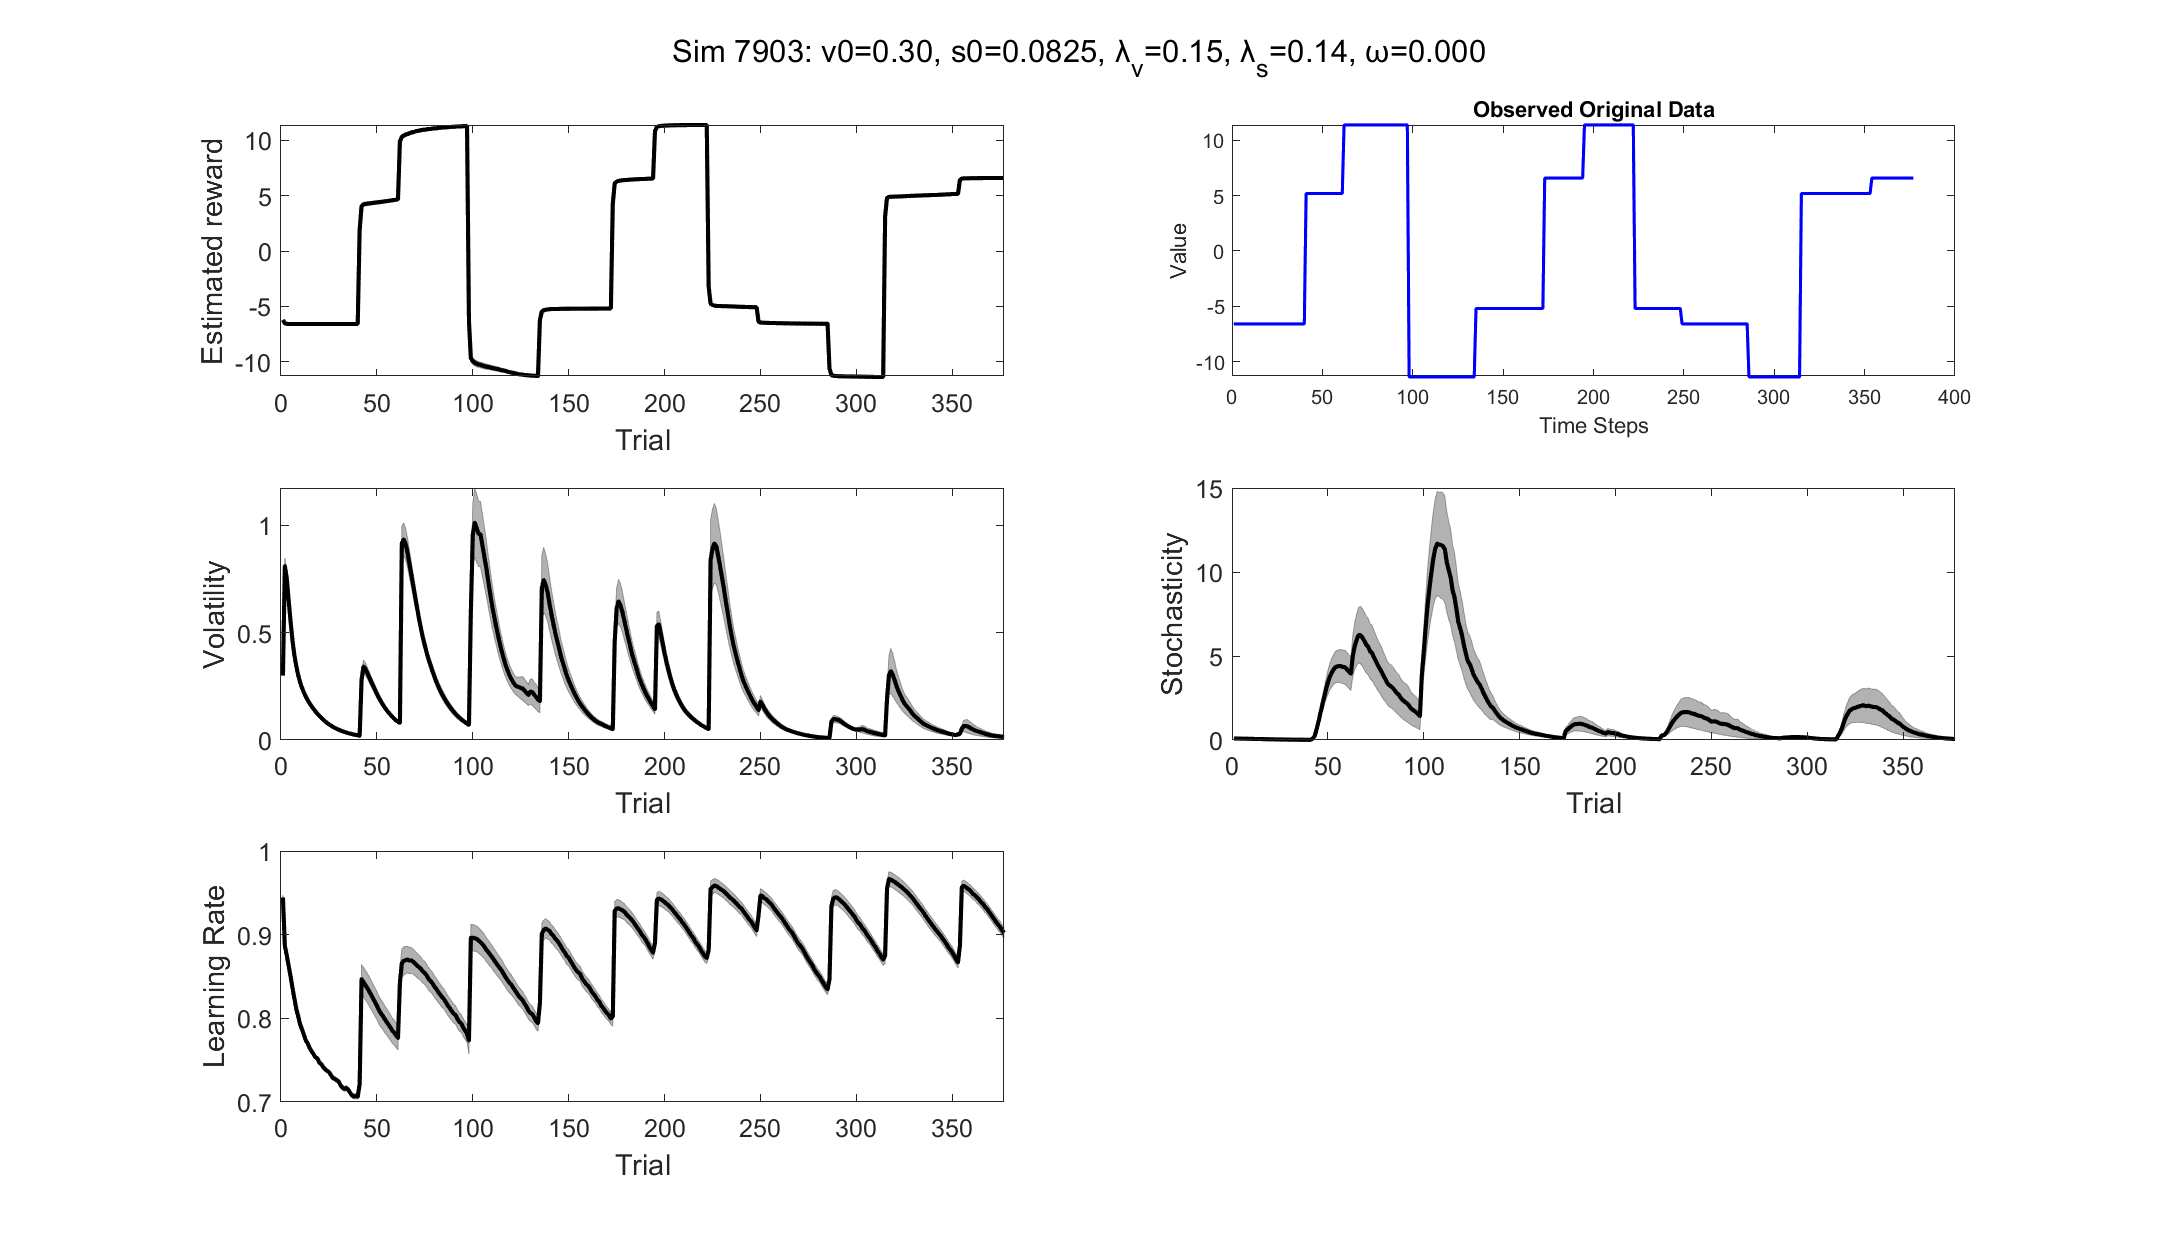 Sim 7903: v0=0.30, s0=0.0825, λ_v=0.15, λ_s=0.14, ω=0.000
10
5
0
-5
-10
Estimated reward
0 50 100 150 200 250 300 350
Trial
Observed Original Data
10
5
0
-5
-10
Value
0 50 100 150 200 250 300 350 400
Time Steps
1
0.5
0
Volatility
0 50 100 150 200 250 300 350
Trial
15
10
5
0
Stochasticity
0 50 100 150 200 250 300 350
Trial
1
0.9
0.8
0.7
Learning Rate
0 50 100 150 200 250 300 350
Trial